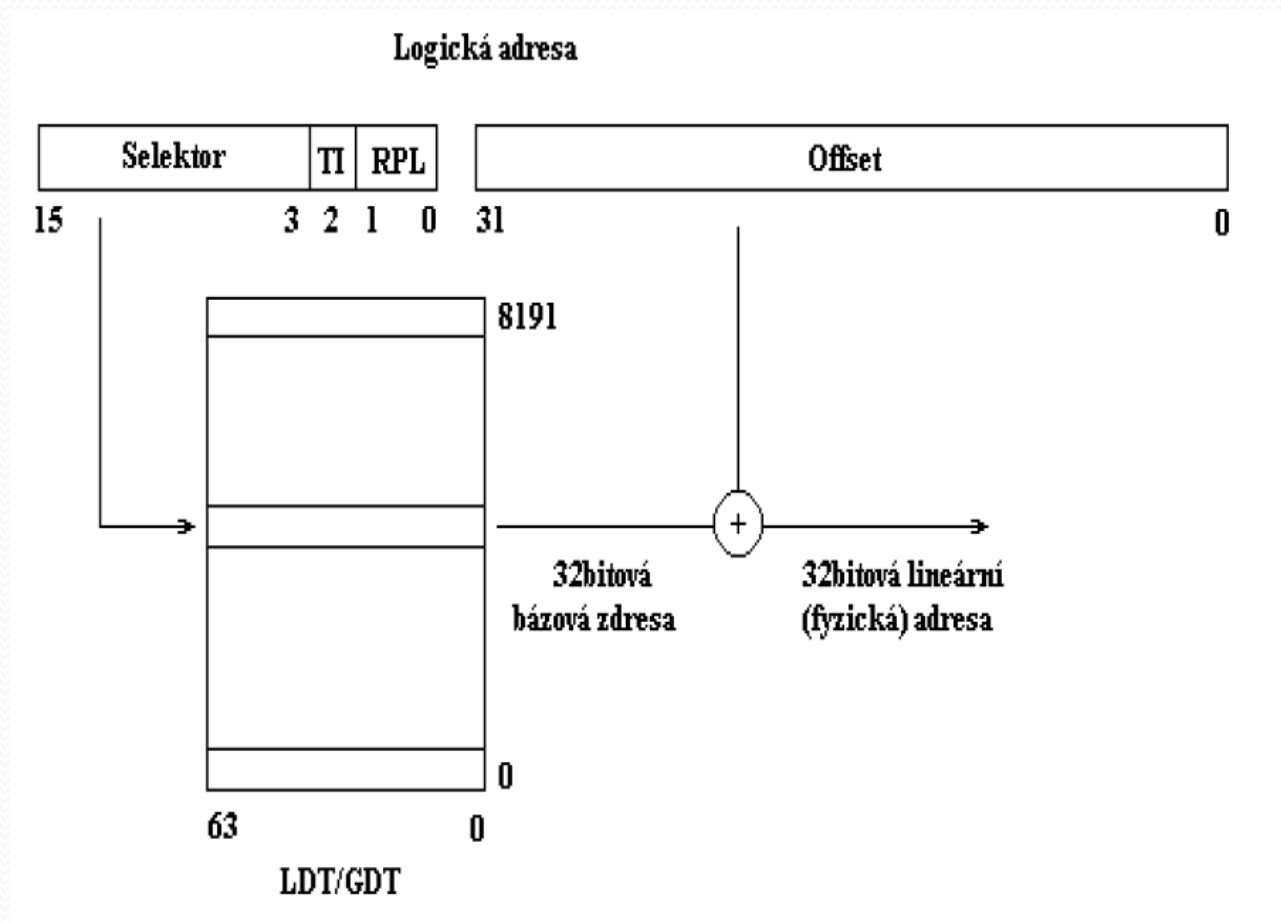 Logická adresa
Selektor TI RPL Offset
15 3 2 1 0 31 0
8191
32bitová
bázová zdresa
32bitová lineární
(fyzická) adresa
+
0
63 0
LDT/GDT